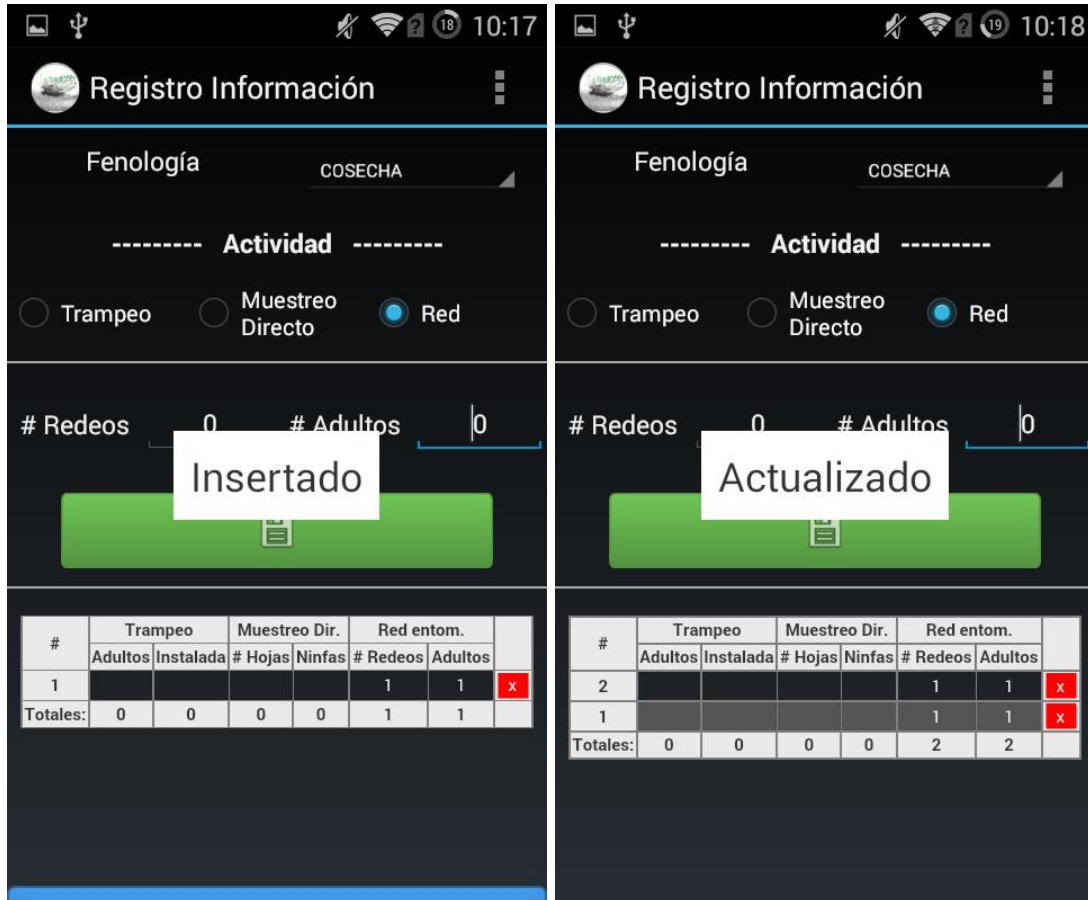 18 10:17
Registro Información
Fenología COSECHA
--------- Actividad ---------
Trampeo Muestreo Directo Red
# Redeos 0 # Adultos 0
Insertado
# Trampeo Muestreo Dir. Red entom.
Adultos Instalada # Hojas Ninfas # Redeos Adultos
1 1 1 x
Totales: 0 0 0 0 1 1
19 10:18
Registro Información
Fenología COSECHA
--------- Actividad ---------
Trampeo Muestreo Directo Red
# Redeos 0 # Adultos 0
Actualizado
# Trampeo Muestreo Dir. Red entom.
Adultos Instalada # Hojas Ninfas # Redeos Adultos
2 1 1 x
1 1 1 x
Totales: 0 0 0 0 2 2